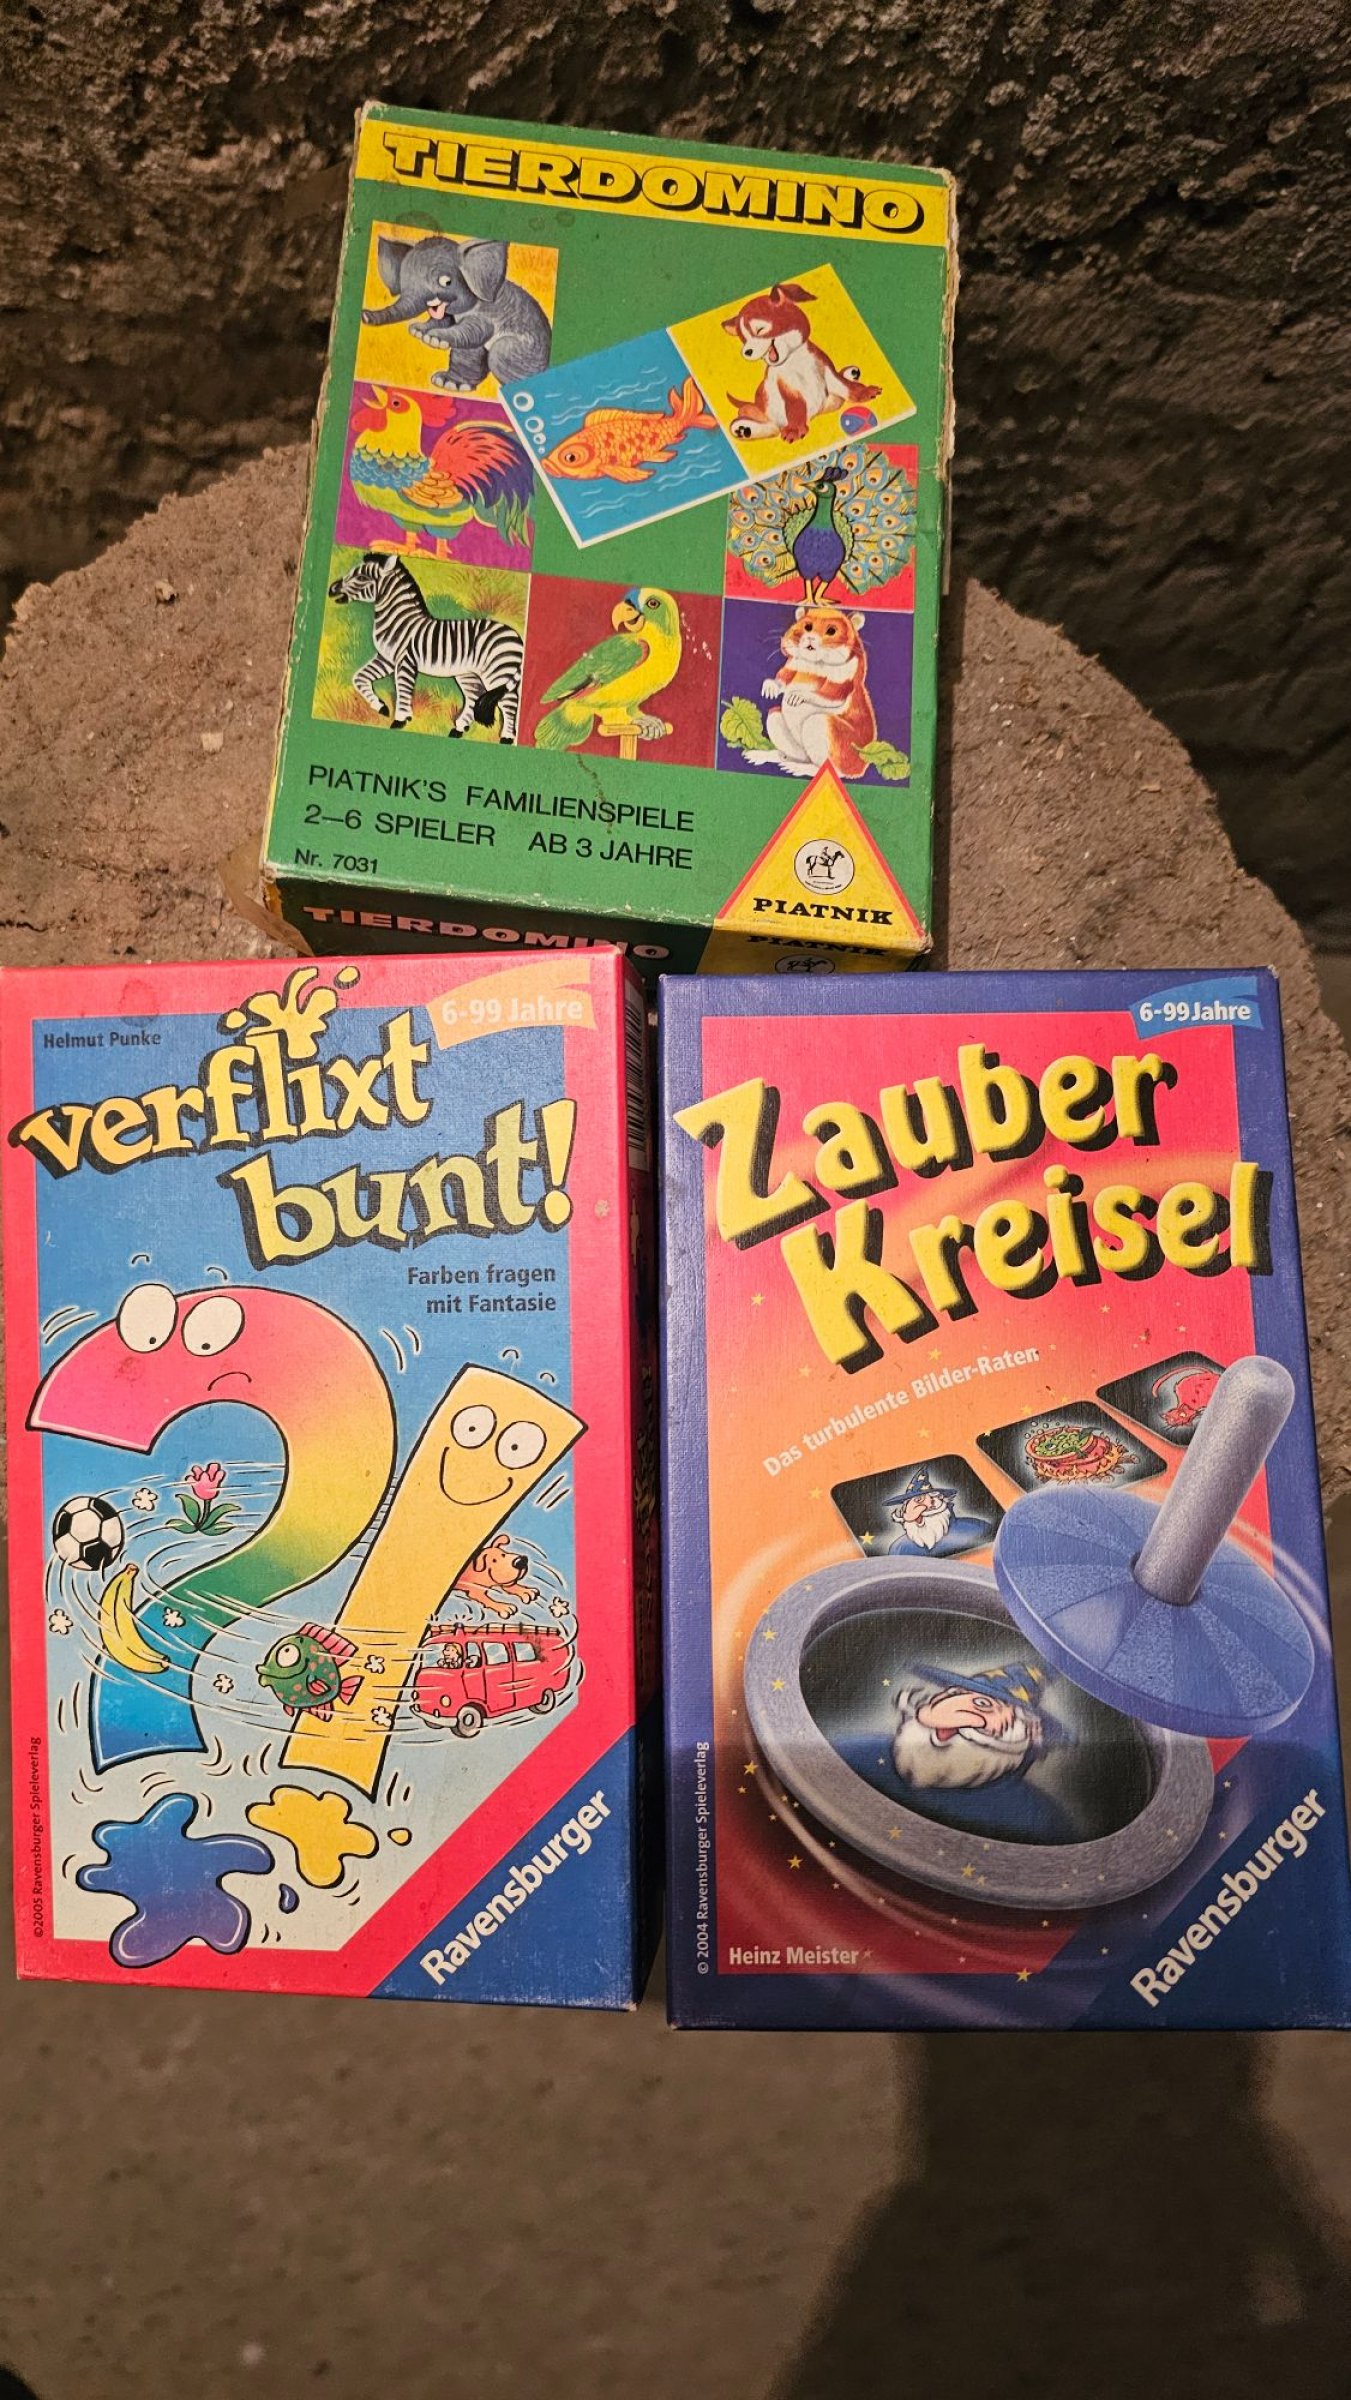 TIERDOMINO
PIATNIK'S FAMILIENSPIELE
2—6 SPIELER AB 3 JAHRE
Nr. 7031
PIATNIK
TIERDOMINO
PIATNIK
Helmut Punke
6-99 Jahre
verflixt
bunt!
Farben fragen
mit Fantasie
©2005 Ravensburger Spieleverlag
Ravensburger
6-99 Jahre
Zauber
Kreisel
Das turbulente Bilder-Raten
© 2004 Ravensburger Spieleverlag
Heinz Meister
Ravensburger